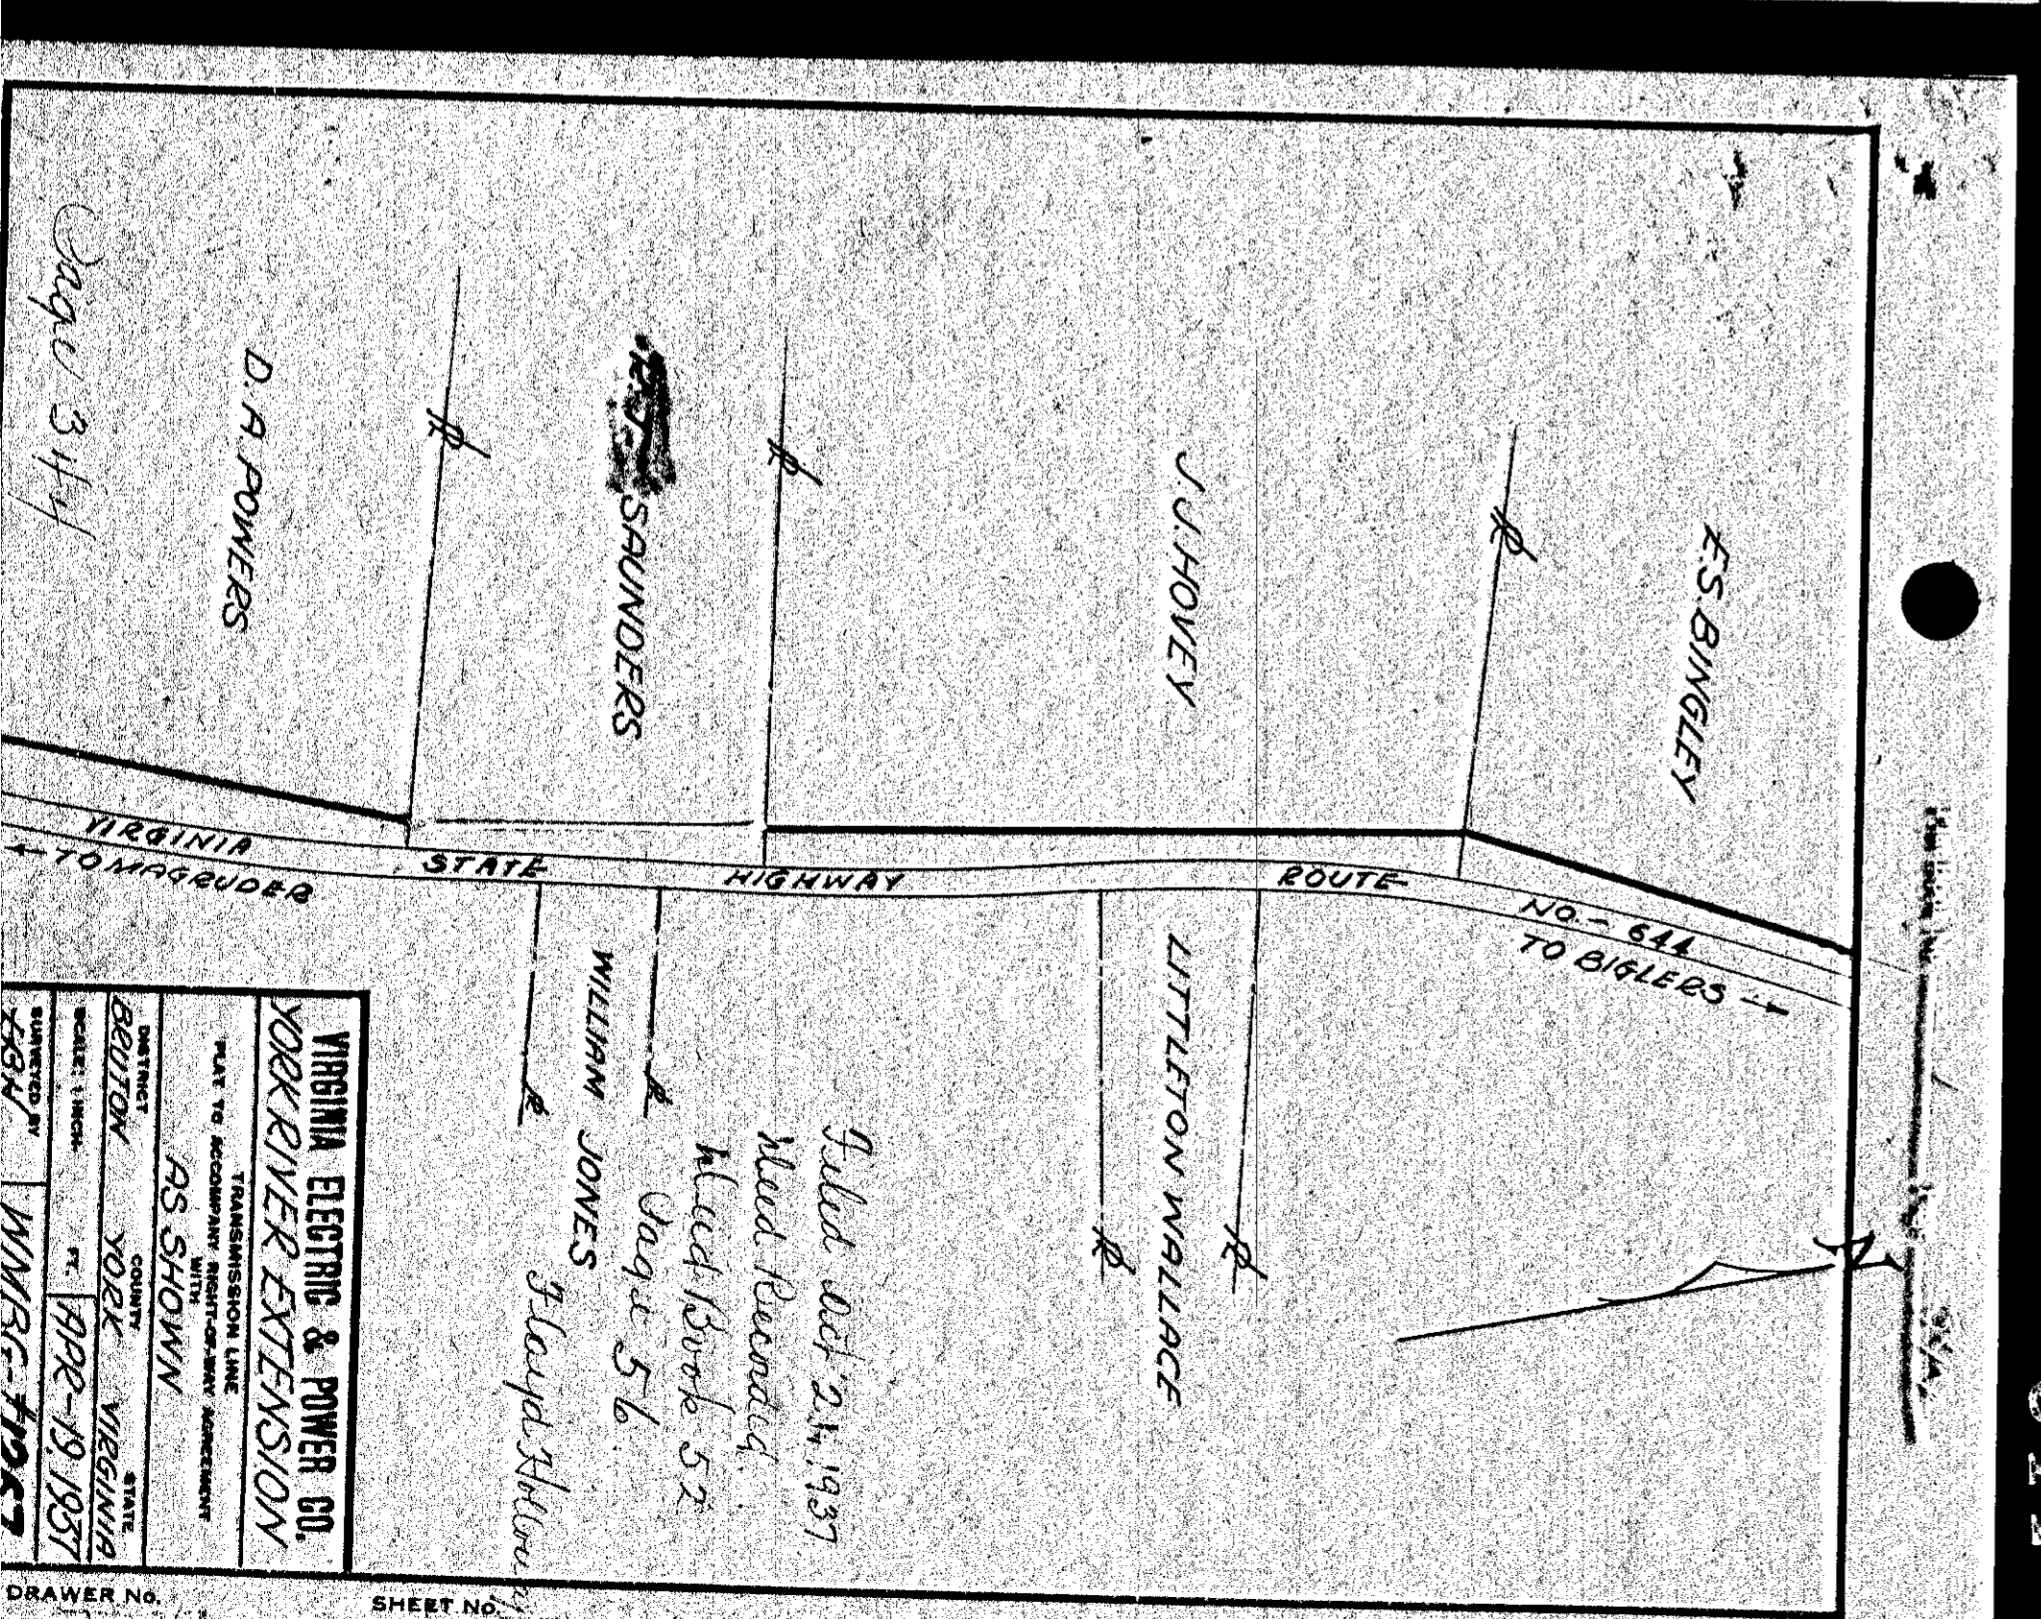 E.S. BINGLEY
J.J. HOVEY
SAUNDERS
D.A. POWERS
Page 344
VIRGINIA STATE HIGHWAY ROUTE NO.- 644
← TO MAGRUDER
TO BIGLERS →
N
LITTLETON WALLACE
WILLIAM JONES
Filed Oct 24, 1937
Deed Recorded
Deed Book 52
Page 56
Floyd
VIRGINIA ELECTRIC & POWER CO.
YORK RIVER EXTENSION
TRANSMISSION LINE
PLAT TO ACCOMPANY RIGHT-OF-WAY AGREEMENT
WITH
AS SHOWN
DISTRICT COUNTY STATE
BRUTON YORK VIRGINIA
SCALE: 1 INCH FT. APR-19, 1937
SURVEYED BY
DRAWER NO.
SHEET NO.